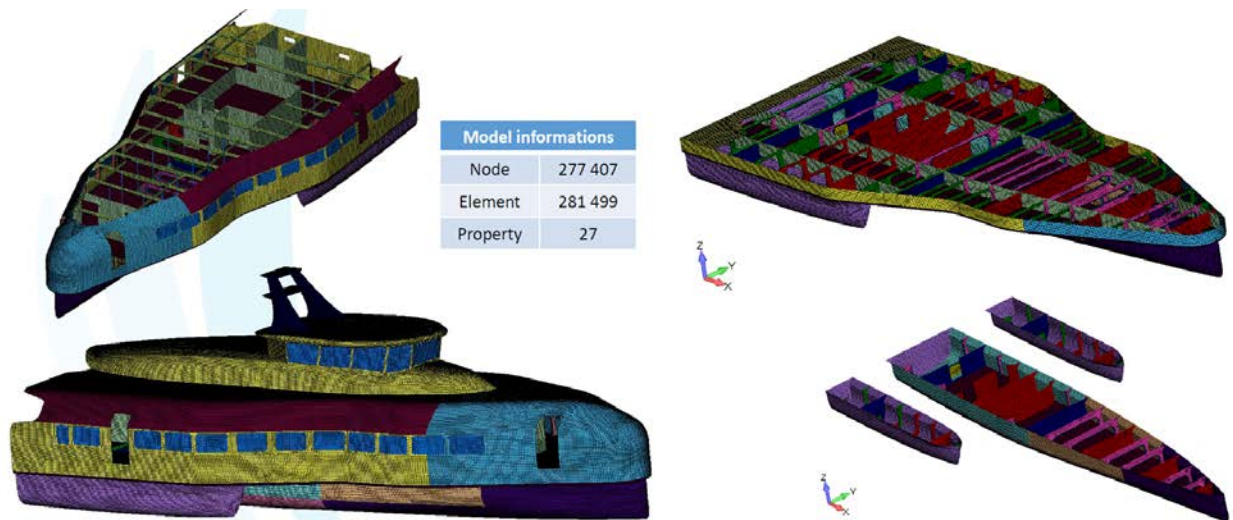 Model informations
Node 277 407
Element 281 499
Property 27
Z
Y
X
Z
Y
X